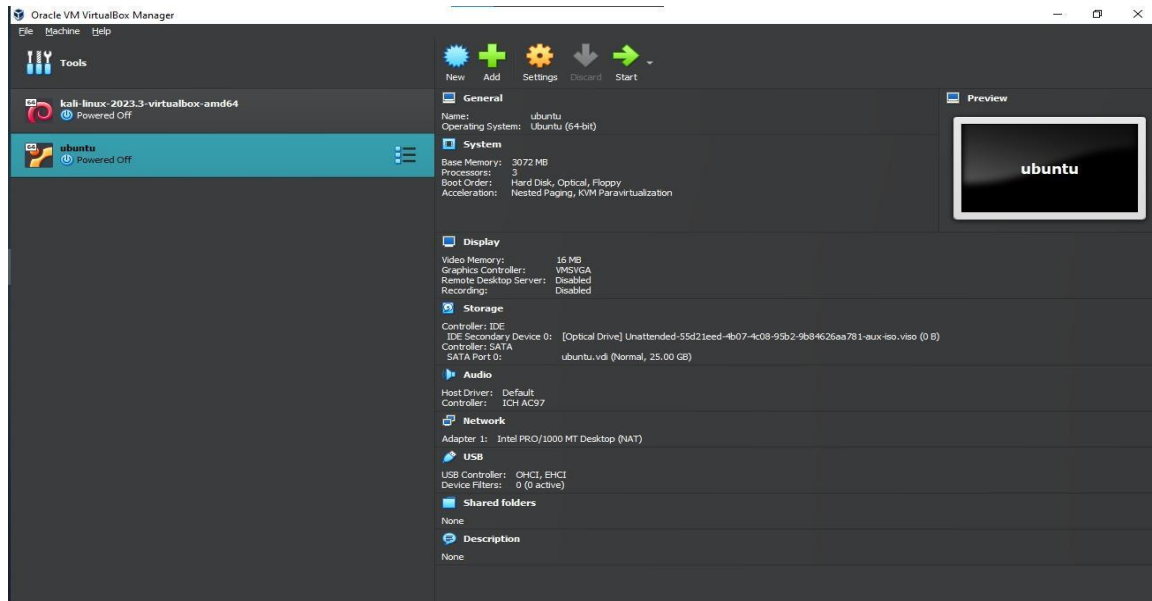 Oracle VM VirtualBox Manager
File Machine Help
Tools
New Add Settings Discard Start
64 kali-linux-2023.3-virtualbox-amd64
Powered Off
64 ubuntu
Powered Off
General
Name: ubuntu
Operating System: Ubuntu (64-bit)
System
Base Memory: 3072 MB
Processors: 3
Boot Order: Hard Disk, Optical, Floppy
Acceleration: Nested Paging, KVM Paravirtualization
Preview
ubuntu
Display
Video Memory: 16 MB
Graphics Controller: VMSVGA
Remote Desktop Server: Disabled
Recording: Disabled
Storage
Controller: IDE
IDE Secondary Device 0: [Optical Drive] Unattended-55d21eed-4b07-4c08-95b2-9b84626aa781-aux-iso.viso (0 B)
Controller: SATA
SATA Port 0: ubuntu.vdi (Normal, 25.00 GB)
Audio
Host Driver: Default
Controller: ICH AC97
Network
Adapter 1: Intel PRO/1000 MT Desktop (NAT)
USB
USB Controller: OHCI, EHCI
Device Filters: 0 (0 active)
Shared folders
None
Description
None